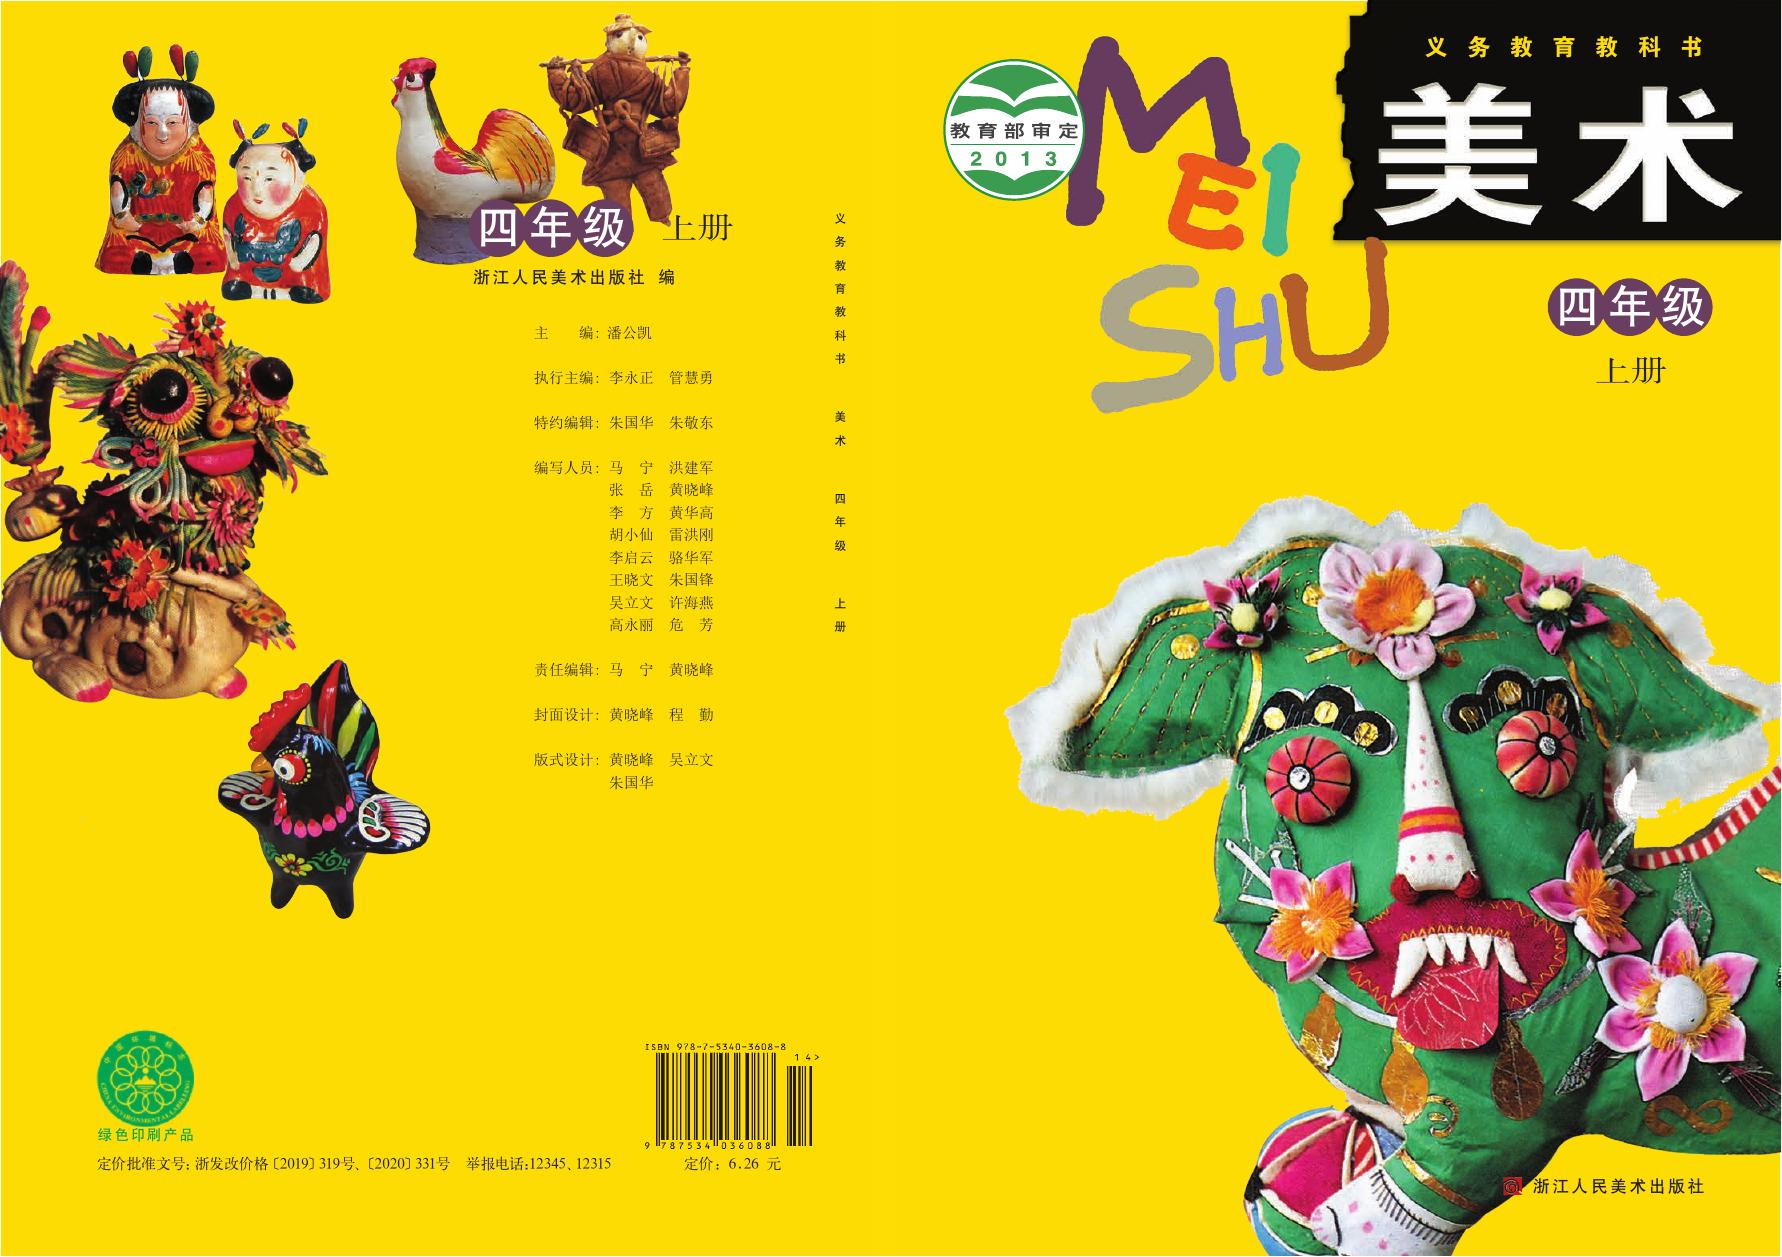 四年级 上册
浙江人民美术出版社 编
主 编：潘公凯
执行主编：李永正 管慧勇
特约编辑：朱国华 朱敬东
编写人员：马 宁 洪建军
张 岳 黄晓峰
李 方 黄华高
胡小仙 雷洪刚
李启云 骆华军
王晓文 朱国锋
吴立文 许海燕
高永丽 危 芳
责任编辑：马 宁 黄晓峰
封面设计：黄晓峰 程 勤
版式设计：黄晓峰 吴立文
朱国华
中国环境标志
CHINA ENVIRONMENTAL LABELLING
绿色印刷产品
ISBN 978-7-5340-3608-8
14>
9 787534 036088
定价批准文号：浙发改价格〔2019〕319号、〔2020〕331号 举报电话：12345、12315
定价：6.26 元
义务教育教科书 美术 四年级 上册
义务教育教科书
美术
教育部审定
2013
MEI
SHU
四年级
上册
浙江人民美术出版社